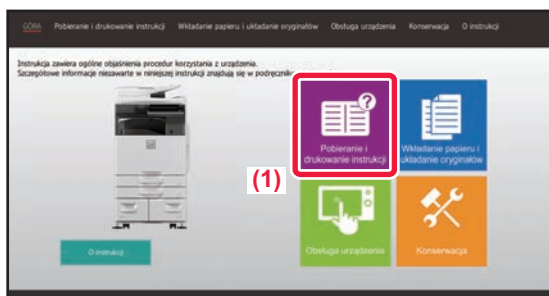 GÓRA Pobieranie i drukowanie instrukcji Wkładanie papieru i układanie oryginałów Obsługa urządzenia Konserwacja O instrukcji
Instrukcja zawiera ogólne objaśnienia procedur korzystania z urządzenia.
Szczegółowe informacje niezawarte w niniejszej instrukcji znajdują się w
Pobieranie i
drukowanie instrukcji
Wkładanie papieru i
układanie oryginałów
(1)
O instrukcji
Obsługa urządzenia
Konserwacja